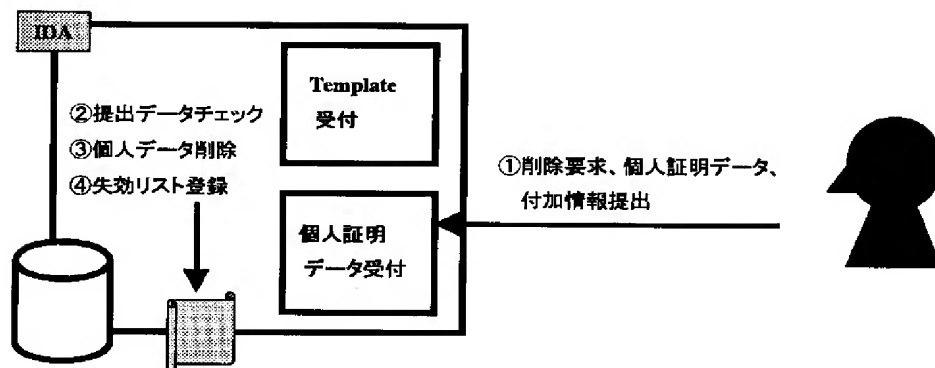 IDA
Template
受付
②提出データチェック
③個人データ削除
④失効リスト登録
①削除要求、個人証明データ、
付加情報提出
個人証明
データ受付